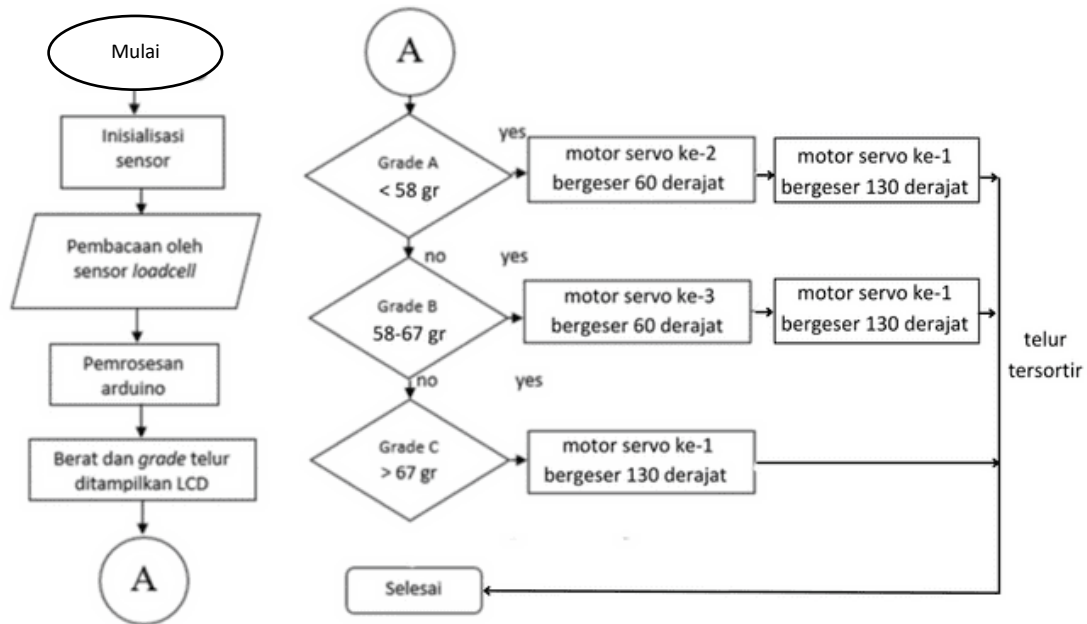 Mulai
Inisialisasi
sensor
Pembacaan oleh
sensor loadcell
Pemrosesan
arduino
Berat dan grade telur
ditampilkan LCD
A
A
Grade A
< 58 gr
yes
motor servo ke-2
bergeser 60 derajat
motor servo ke-1
bergeser 130 derajat
no
Grade B
58-67 gr
yes
motor servo ke-3
bergeser 60 derajat
motor servo ke-1
bergeser 130 derajat
no
Grade C
> 67 gr
yes
motor servo ke-1
bergeser 130 derajat
telur
tersortir
Selesai